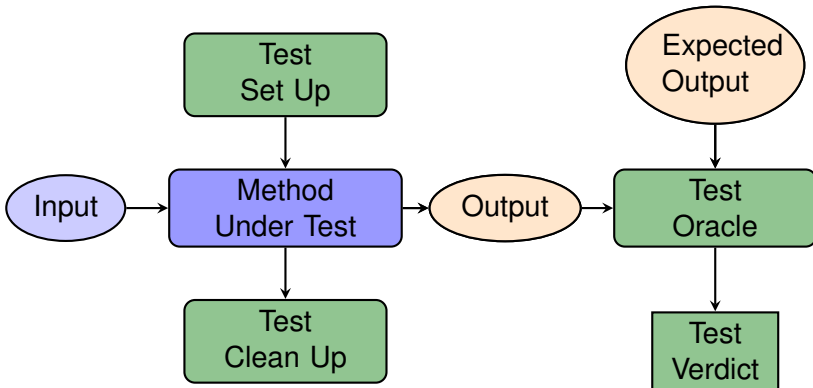 Test
Set Up
Expected
Output
Input
Method
Under Test
Output
Test
Oracle
Test
Clean Up
Test
Verdict